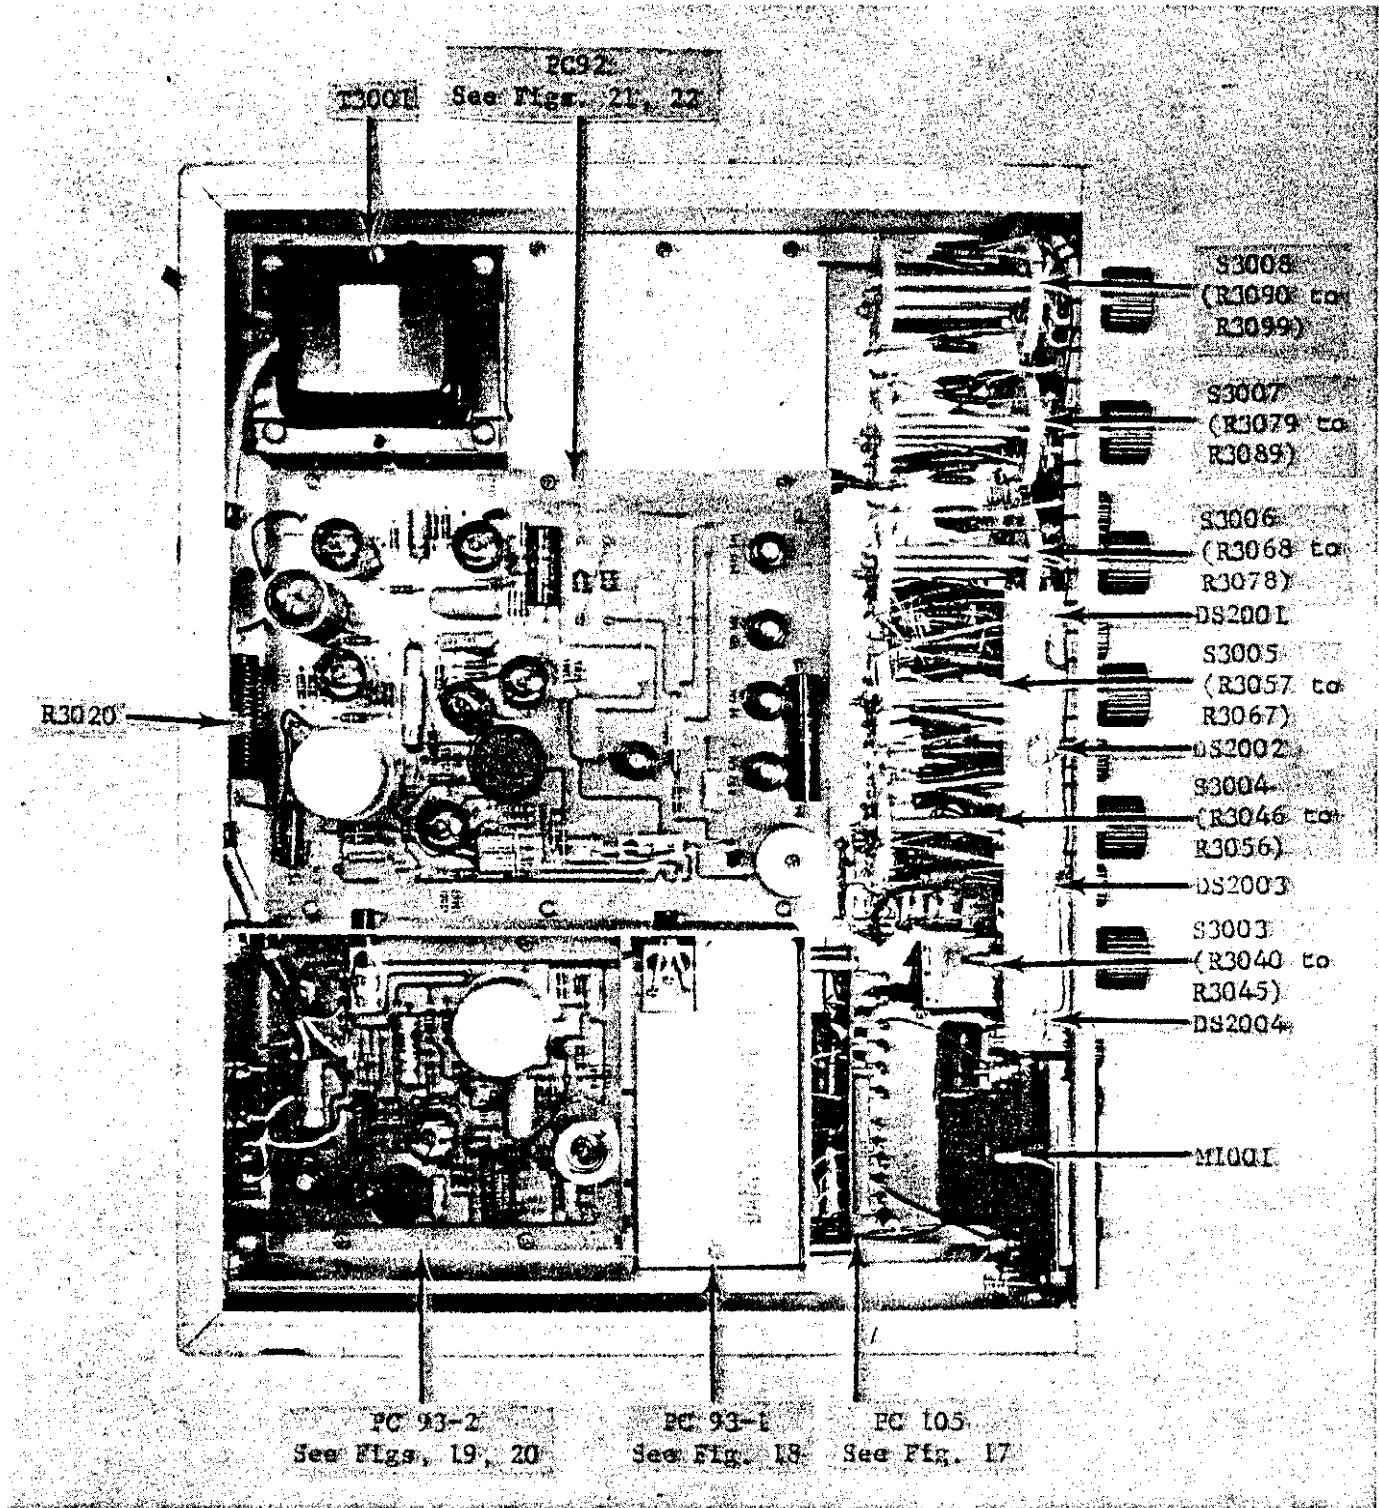 PC92
See Figs. 21, 22
T3001
S3008
(R3090 to
R3099)
S3007
(R3079 to
R3089)
S3006
(R3068 to
R3078)
DS2001
S3005
(R3057 to
R3067)
R3020
DS2002
S3004
(R3046 to
R3056)
DS2003
S3003
(R3040 to
R3045)
DS2004
M1001
PC 93-2
See Figs. 19, 20
PC 93-1
See Fig. 18
PC 105
See Fig. 17